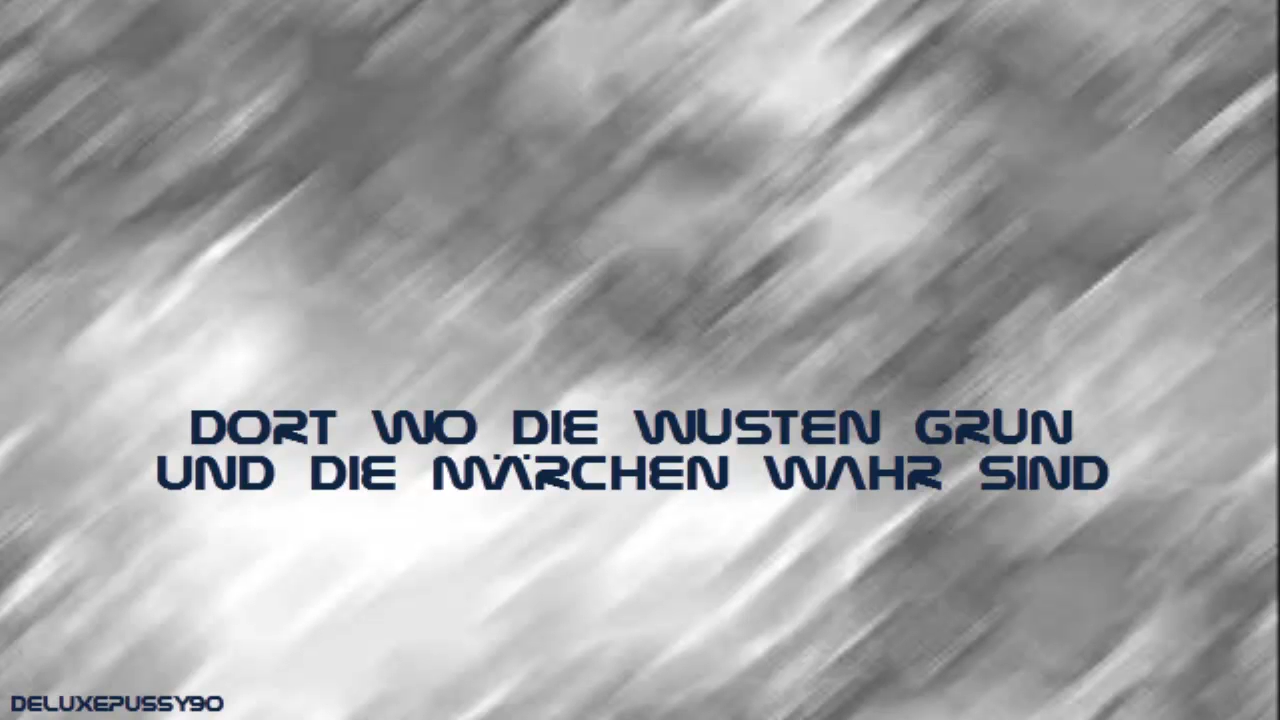 DORT WO DIE WUSTEN GRUN
UND DIE MÄRCHEN WAHR SIND
DELUXEPUSSY90